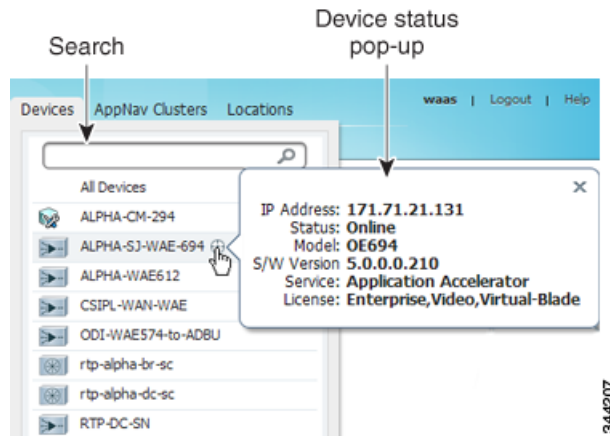 Device status
pop-up
Search
Devices AppNav Clusters Locations
waas | Logout | Help
All Devices
ALPHA-CM-294
ALPHA-SJ-WAE-694
ALPHA-WAE612
CSIPL-WAN-WAE
ODI-WAE574-to-ADBU
rtp-alpha-br-sc
rtp-alpha-dc-sc
RTP-DC-SN
IP Address: 171.71.21.131
Status: Online
Model: OE694
S/W Version 5.0.0.0.210
Service: Application Accelerator
License: Enterprise,Video,Virtual-Blade
344207